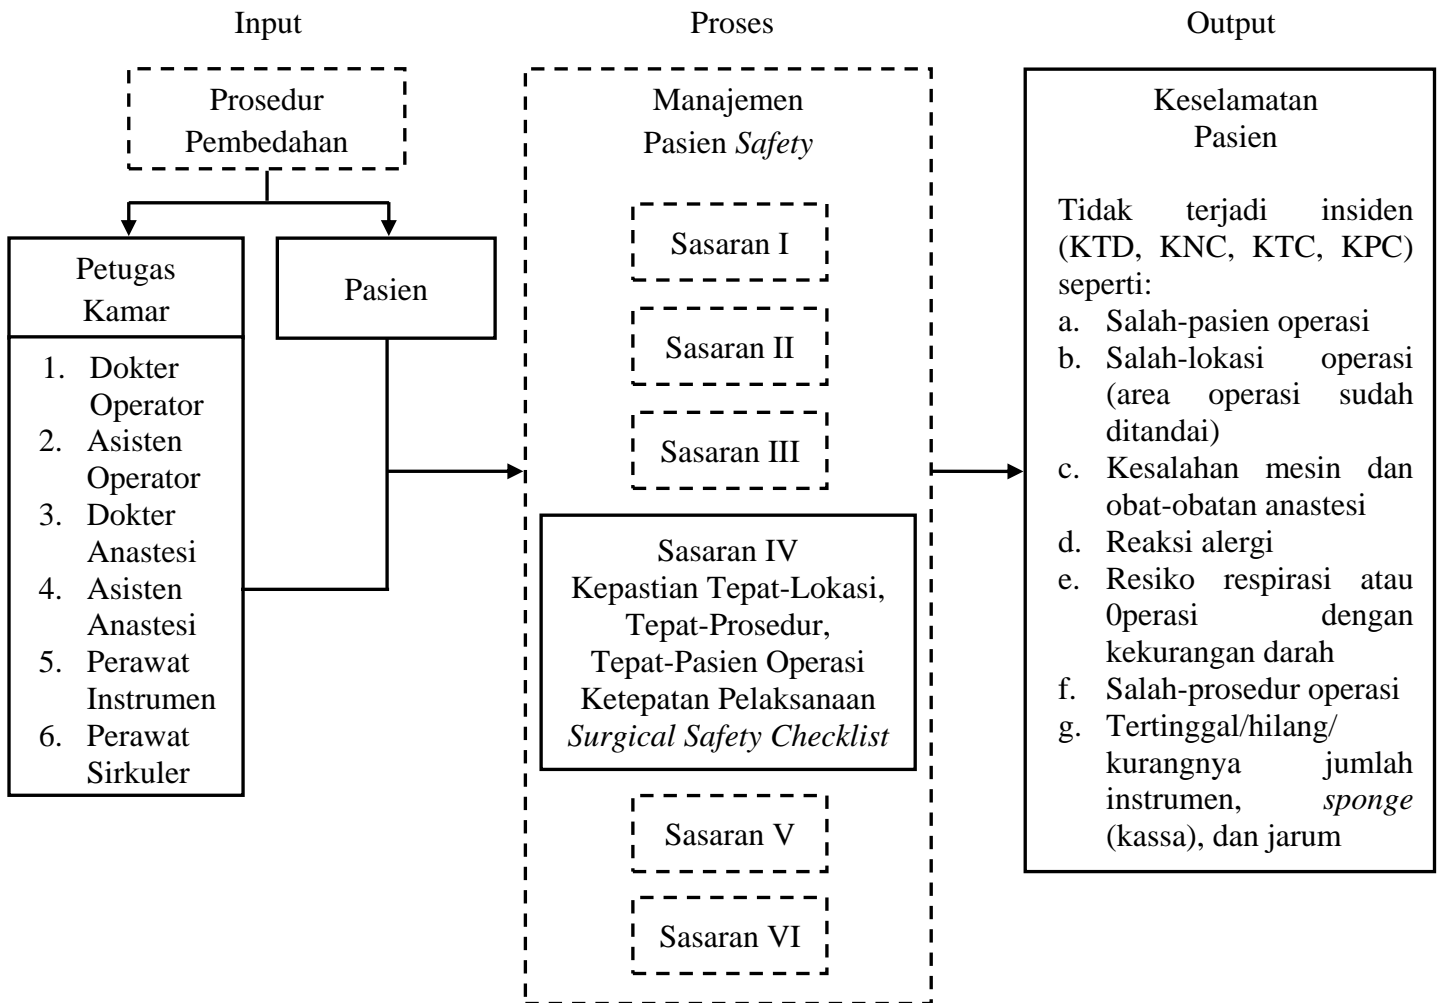 Input
Proses
Output
Prosedur
Pembedahan
Petugas
Kamar
Pasien
1. Dokter
Operator
2. Asisten
Operator
3. Dokter
Anastesi
4. Asisten
Anastesi
5. Perawat
Instrumen
6. Perawat
Sirkuler
Manajemen
Pasien Safety
Sasaran I
Sasaran II
Sasaran III
Sasaran IV
Kepastian Tepat-Lokasi,
Tepat-Prosedur,
Tepat-Pasien Operasi
Ketepatan Pelaksanaan
Surgical Safety Checklist
Sasaran V
Sasaran VI
Keselamatan
Pasien
Tidak terjadi insiden
(KTD, KNC, KTC, KPC)
seperti:
a. Salah-pasien operasi
b. Salah-lokasi operasi
(area operasi sudah
ditandai)
c. Kesalahan mesin dan
obat-obatan anastesi
d. Reaksi alergi
e. Resiko respirasi atau
0perasi dengan
kekurangan darah
f. Salah-prosedur operasi
g. Tertinggal/hilang/
kurangnya jumlah
instrumen, sponge
(kassa), dan jarum